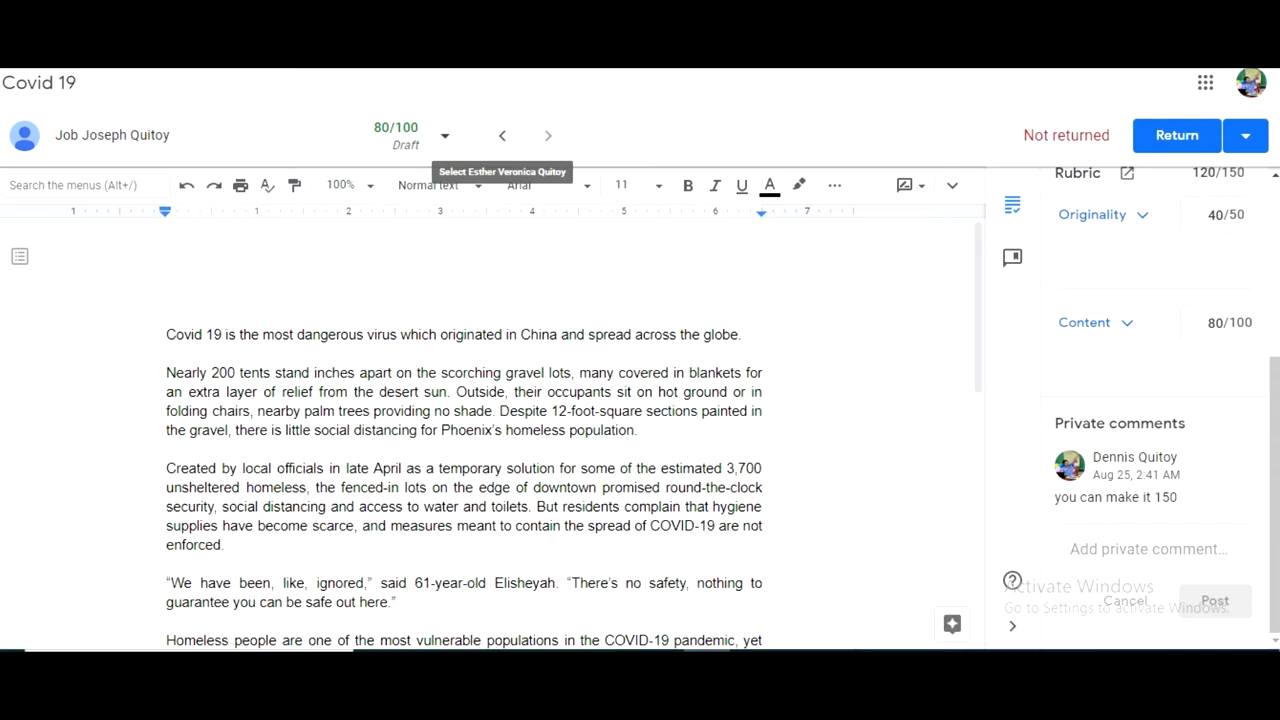 Covid 19
Job Joseph Quitoy
80/100
Draft
Not returned
Return
Select Esther Veronica Quitoy
Search the menus (Alt+/)
100%
Normal text
Arial
11
B I U A
Rubric
120/150
1 1 2 3 4 5 6 7
Originality
40/50
Content
80/100
Covid 19 is the most dangerous virus which originated in China and spread across the globe.
Nearly 200 tents stand inches apart on the scorching gravel lots, many covered in blankets for
an extra layer of relief from the desert sun. Outside, their occupants sit on hot ground or in
folding chairs, nearby palm trees providing no shade. Despite 12-foot-square sections painted in
the gravel, there is little social distancing for Phoenix's homeless population.
Created by local officials in late April as a temporary solution for some of the estimated 3,700
unsheltered homeless, the fenced-in lots on the edge of downtown promised round-the-clock
security, social distancing and access to water and toilets. But residents complain that hygiene
supplies have become scarce, and measures meant to contain the spread of COVID-19 are not
enforced.
“We have been, like, ignored,” said 61-year-old Elisheyah. “There's no safety, nothing to
guarantee you can be safe out here.”
Homeless people are one of the most vulnerable populations in the COVID-19 pandemic, yet
Private comments
Dennis Quitoy
Aug 25, 2:41 AM
you can make it 150
Add private comment...
Cancel
Post
Activate Windows
Go to Settings to activate Windows.